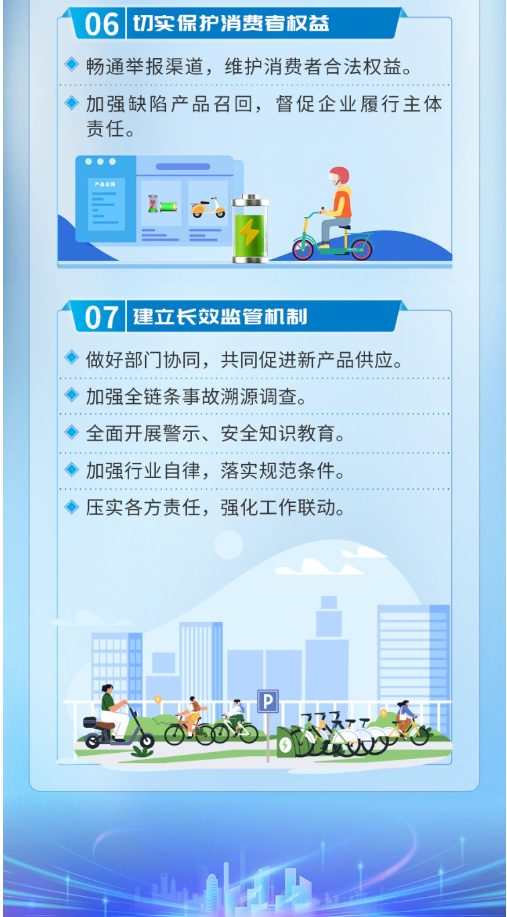 06 切实保护消费者权益
畅通举报渠道，维护消费者合法权益。
加强缺陷产品召回，督促企业履行主体
责任。
产品召回
07 建立长效监管机制
做好部门协同，共同促进新产品供应。
加强全链条事故溯源调查。
全面开展警示、安全知识教育。
加强行业自律，落实规范条件。
压实各方责任，强化工作联动。
P